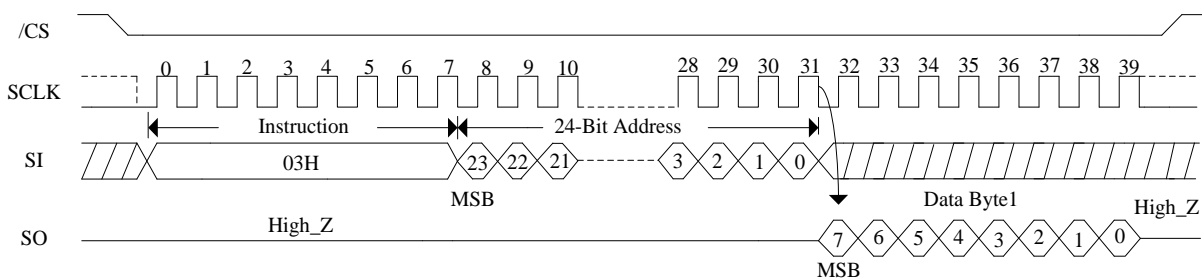 /CS
0 1 2 3 4 5 6 7 8 9 10 28 29 30 31 32 33 34 35 36 37 38 39
SCLK
Instruction 24-Bit Address
SI 03H 23 22 21 3 2 1 0
MSB Data Byte1
High_Z High_Z
SO 7 6 5 4 3 2 1 0
MSB